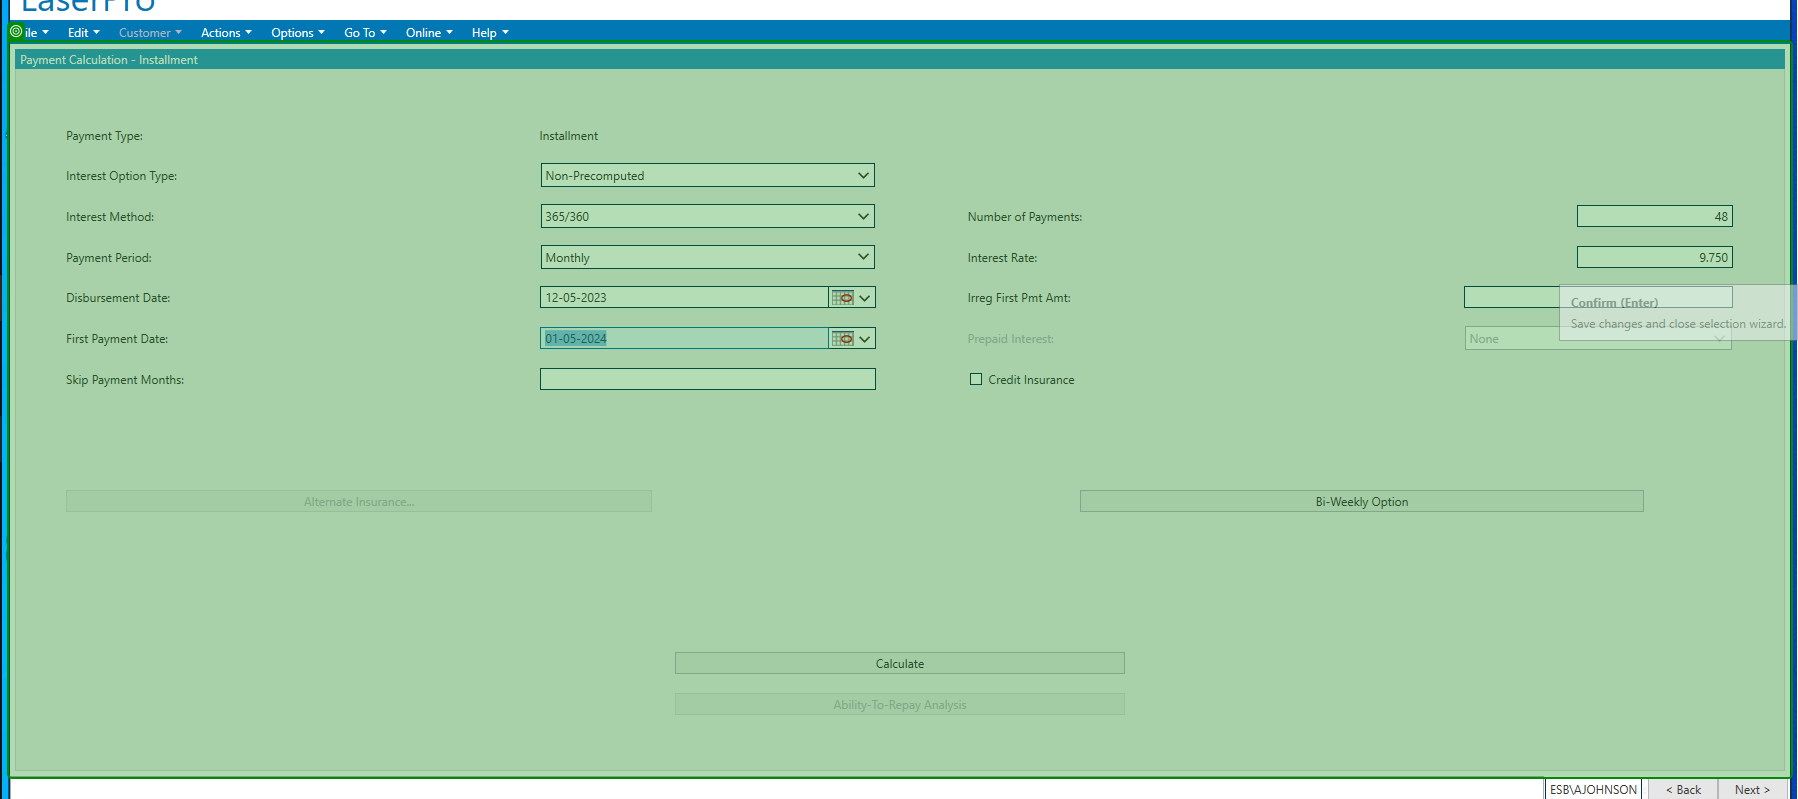 LaserPro
ile Edit Customer Actions Options Go To Online Help
Payment Calculation - Installment
Payment Type: Installment
Interest Option Type: Non-Precomputed
Interest Method: 365/360 Number of Payments: 48
Payment Period: Monthly Interest Rate: 9.750
Disbursement Date: 12-05-2023 Irreg First Pmt Amt:
Confirm (Enter)
Save changes and close selection wizard.
First Payment Date: 01-05-2024 Prepaid Interest: None
Skip Payment Months: Credit Insurance
Alternate Insurance... Bi-Weekly Option
Calculate
Ability-To-Repay Analysis
ESB\AJOHNSON < Back Next >